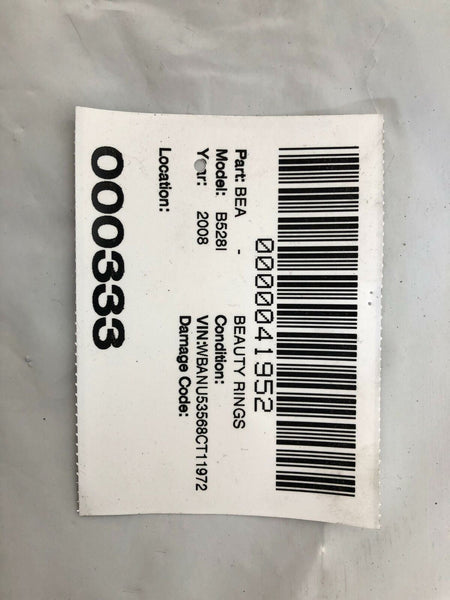 0000041952
Part: BEA - BEAUTY RINGS
Model: B528I Condition:
Year: 2008 VIN:WBANU53568CT11972
Damage Code:
Location:
000333